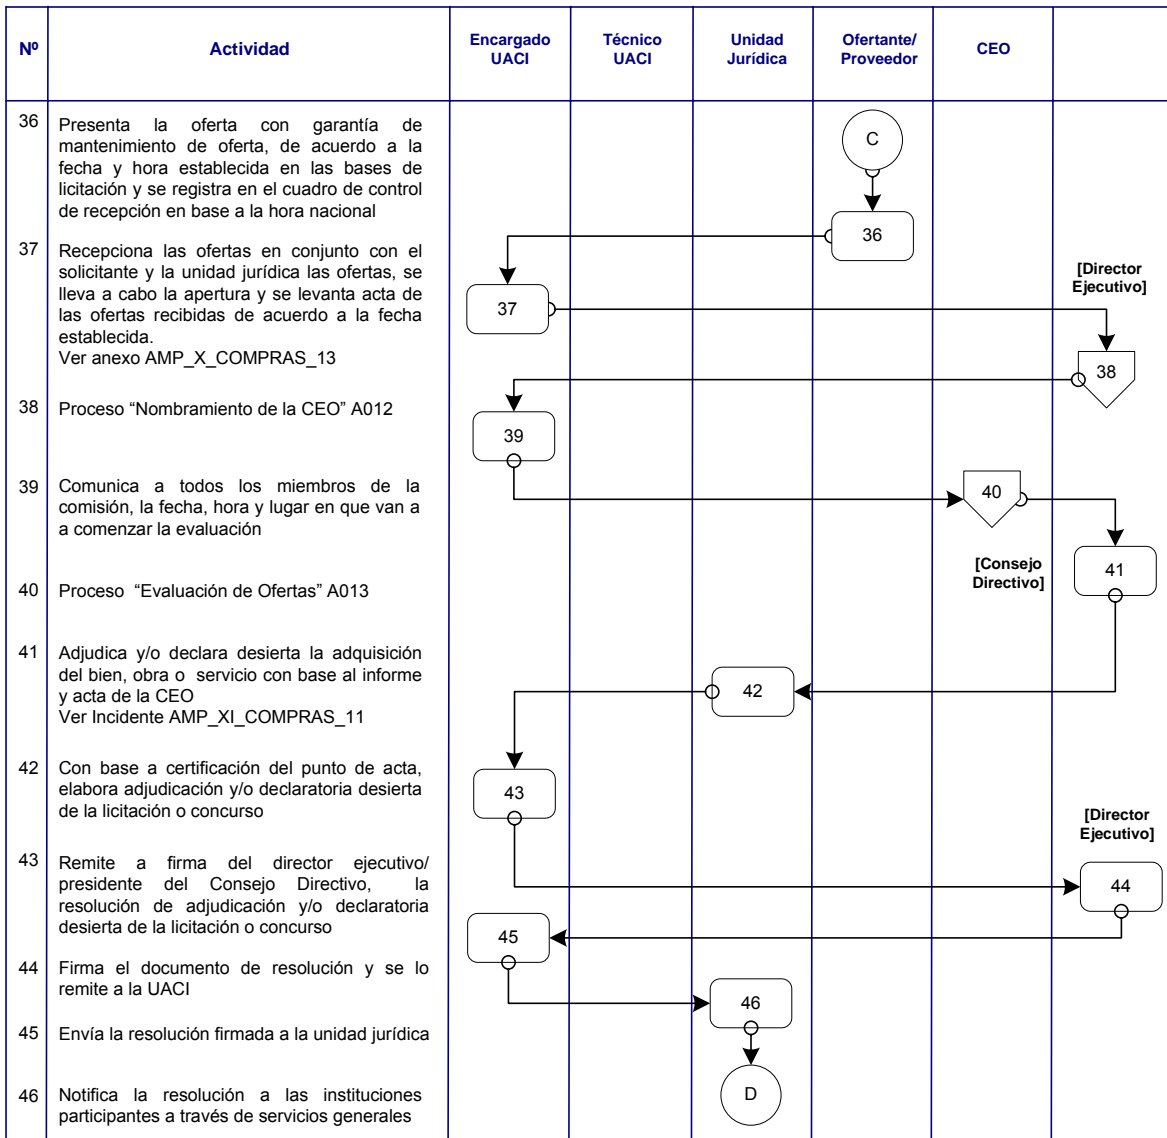 Nº
Actividad
Encargado
UACI
Técnico
UACI
Unidad
Jurídica
Ofertante/
Proveedor
CEO
36
Presenta la oferta con garantía de
mantenimiento de oferta, de acuerdo a la
fecha y hora establecida en las bases de
licitación y se registra en el cuadro de control
de recepción en base a la hora nacional
37
Recepciona las ofertas en conjunto con el
solicitante y la unidad jurídica las ofertas, se
lleva a cabo la apertura y se levanta acta de
las ofertas recibidas de acuerdo a la fecha
establecida.
Ver anexo AMP_X_COMPRAS_13
38
Proceso “Nombramiento de la CEO” A012
39
Comunica a todos los miembros de la
comisión, la fecha, hora y lugar en que van a
a comenzar la evaluación
40
Proceso “Evaluación de Ofertas” A013
41
Adjudica y/o declara desierta la adquisición
del bien, obra o servicio con base al informe
y acta de la CEO
Ver Incidente AMP_XI_COMPRAS_11
42
Con base a certificación del punto de acta,
elabora adjudicación y/o declaratoria desierta
de la licitación o concurso
43
Remite a firma del director ejecutivo/
presidente del Consejo Directivo, la
resolución de adjudicación y/o declaratoria
desierta de la licitación o concurso
44
Firma el documento de resolución y se lo
remite a la UACI
45
Envía la resolución firmada a la unidad jurídica
46
Notifica la resolución a las instituciones
participantes a través de servicios generales
C
36
37
[Director
Ejecutivo]
38
39
40
[Consejo
Directivo]
41
42
43
[Director
Ejecutivo]
44
45
46
D